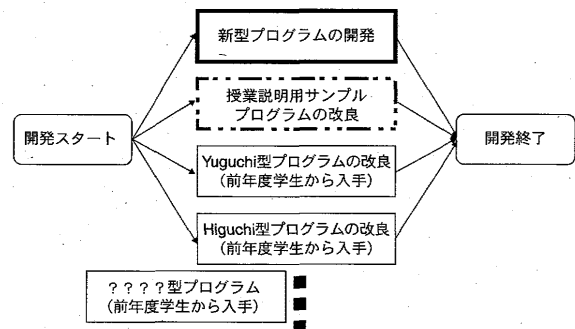 新型プログラムの開発
授業説明用サンプル
プログラムの改良
開発スタート
開発終了
Yuguchi型プログラムの改良
(前年度学生から入手)
Higuchi型プログラムの改良
(前年度学生から入手)
????型プログラム
(前年度学生から入手)